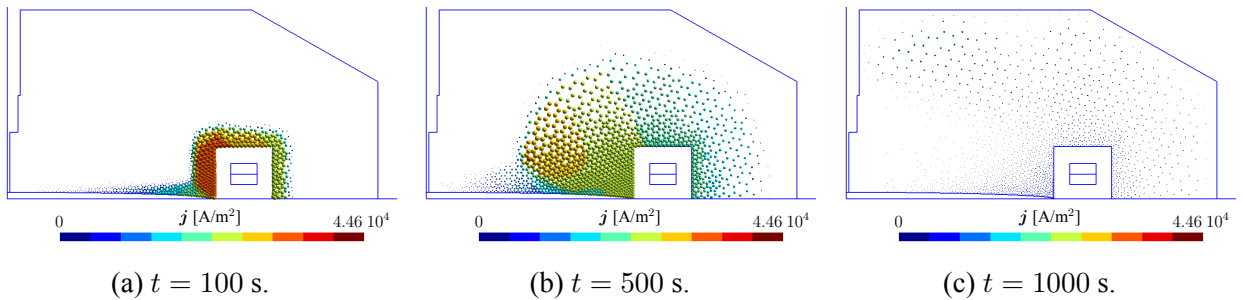 0 j [A/m²] 4.46 10⁴
0 j [A/m²] 4.46 10⁴
0 j [A/m²] 4.46 10⁴
(a) t = 100 s.
(b) t = 500 s.
(c) t = 1000 s.